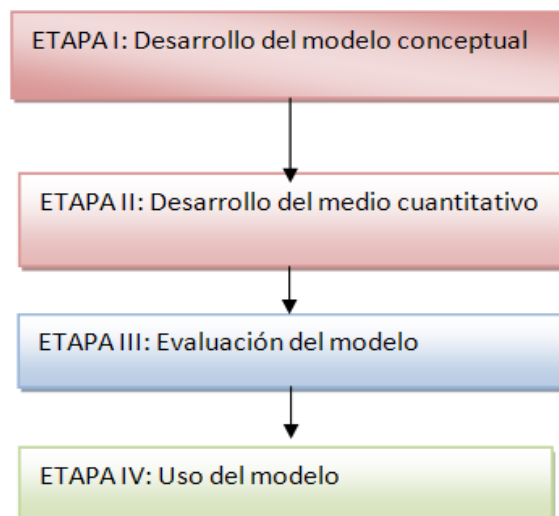 ETAPA I: Desarrollo del modelo conceptual
ETAPA II: Desarrollo del medio cuantitativo
ETAPA III: Evaluación del modelo
ETAPA IV: Uso del modelo